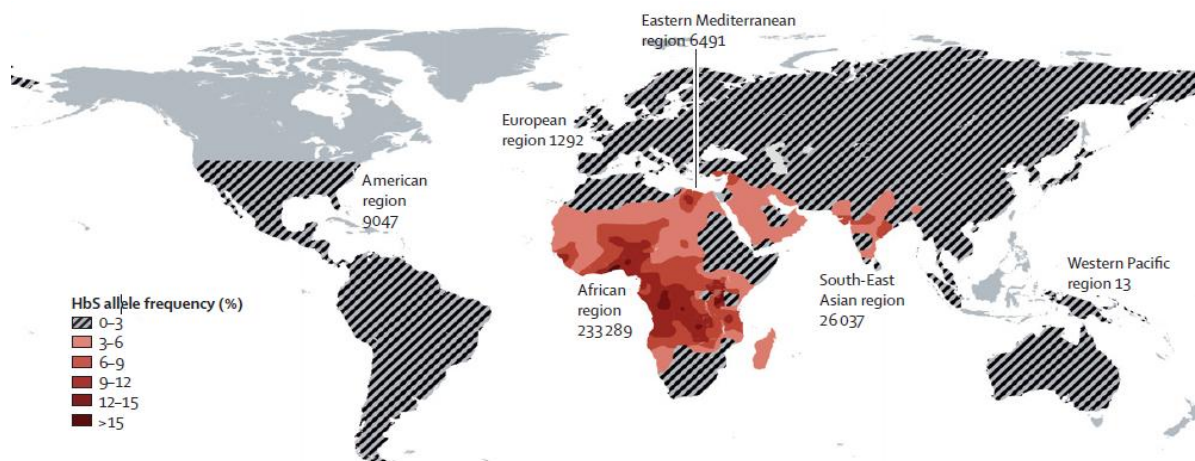 Eastern Mediterranean
region 6491
European
region 1292
American
region
9047
African
region
233 289
South-East
Asian region
26 037
Western Pacific
region 13
HbS allele frequency (%)
0–3
3–6
6–9
9–12
12–15
>15